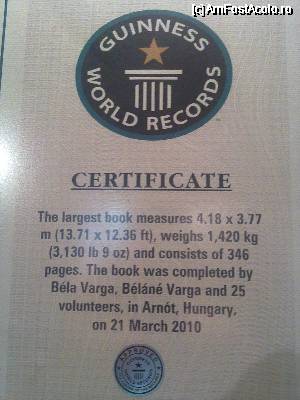 (c)AmFostAcolo.ro
GUINNESS
WORLD RECORDS
CERTIFICATE
The largest book measures 4.18 x 3.77
m (13.71 x 12.36 ft), weighs 1,420 kg
(3,130 lb 9 oz) and consists of 346
pages. The book was completed by
Béla Varga, Béláné Varga and 25
volunteers, in Arnót, Hungary,
on 21 March 2010
APPROVED